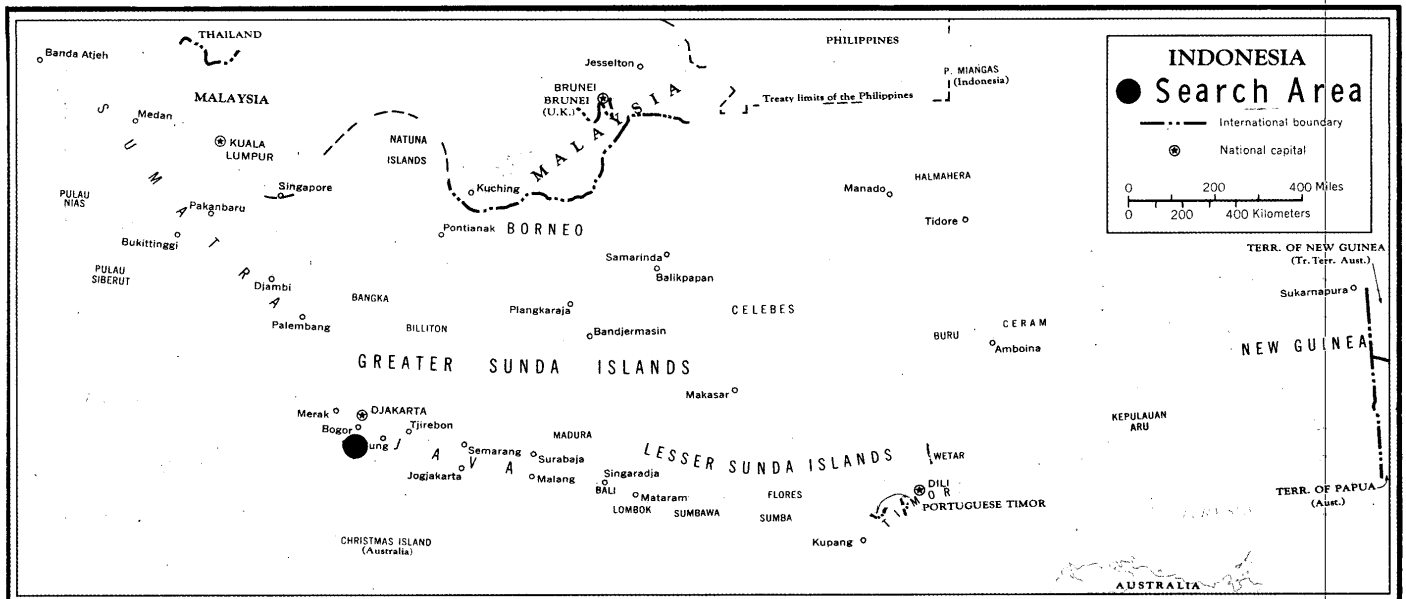 THAILAND
PHILIPPINES
INDONESIA
Search Area
International boundary
National capital
0 200 400 Miles
0 200 400 Kilometers
Banda Atjeh
Jesselton
P. MIANGAS
(Indonesia)
MALAYSIA
BRUNEI
BRUNEI
(U.K.)
MALAYSIA
Treaty limits of the Philippines
SUMATRA
Medan
KUALA
LUMPUR
NATUNA
ISLANDS
PULAU
NIAS
Pakanbaru
Singapore
Kuching
Manado
HALMAHERA
Tidore
Bukittinggi
Pontianak
BORNEO
PULAU
SIBERUT
Djambi
Samarinda
Balikpapan
TERR. OF NEW GUINEA
(Tr. Terr. Aust.)
Sukarnapura
BANGKA
Palembang
BILLITON
Plangkaraja
Bandjermasin
CELEBES
BURU
CERAM
Amboina
NEW GUINEA
GREATER SUNDA ISLANDS
Makasar
Merak
DJAKARTA
Bogor
Tjirebon
ung
JAVA
Semarang
Jogjakarta
MADURA
Surabaja
Malang
LESSER SUNDA ISLANDS
WETAR
KEPULAUAN
ARU
Singaradja
BALI
Mataram
LOMBOK
SUMBAWA
FLORES
SUMBA
DILI
TIMOR
PORTUGUESE TIMOR
Kupang
TERR. OF PAPUA
(Aust.)
CHRISTMAS ISLAND
(Australia)
AUSTRALIA